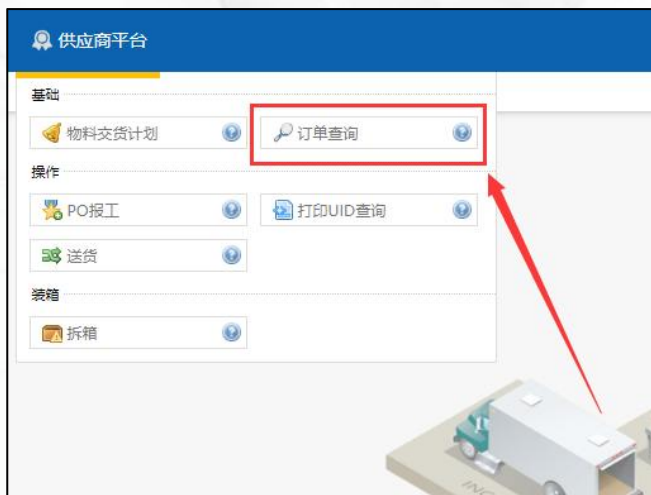 供应商平台
基础
物料交货计划
订单查询
操作
PO报工
打印UID查询
送货
装箱
拆箱